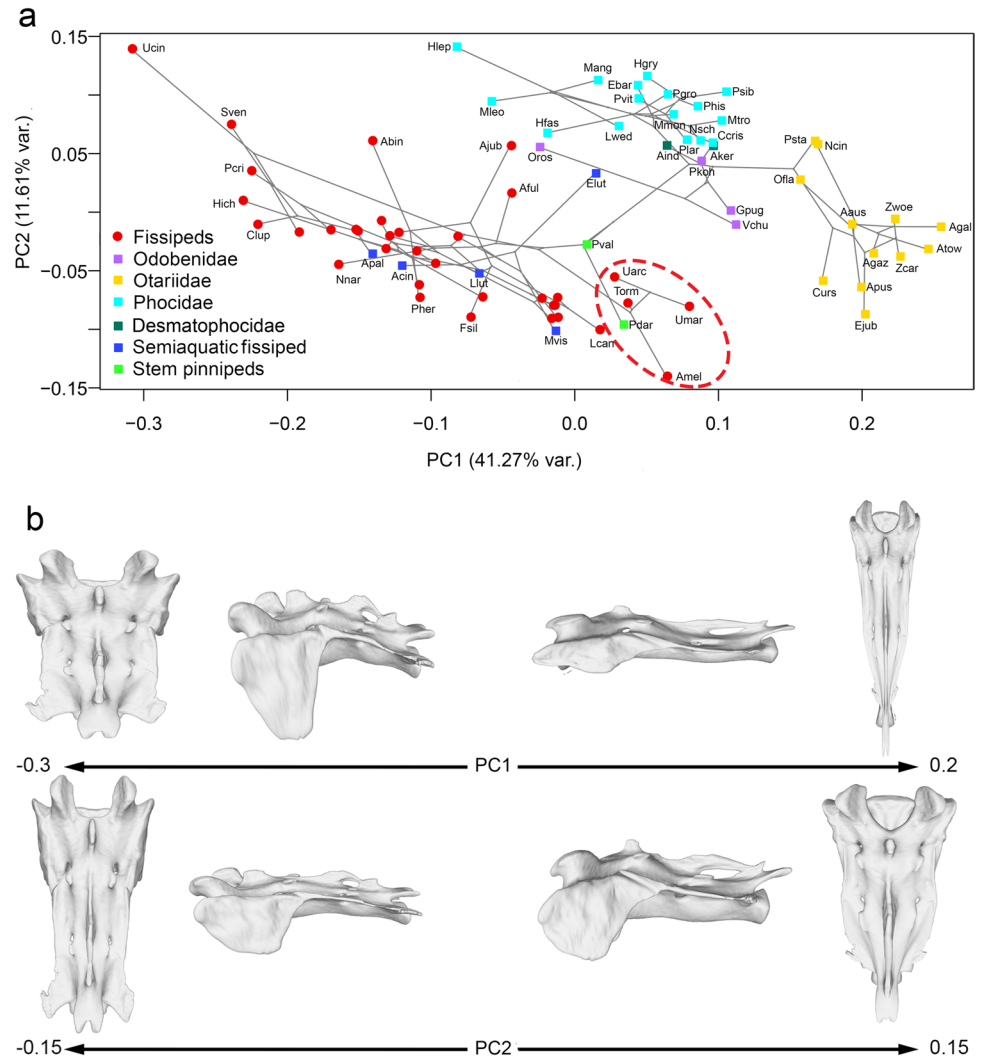 a
PC2 (11.61% var.)
0.15
0.05
−0.05
−0.15
Ucin
Sven
Pcri
Hich
Clup
Abin
Ajub
Aful
Nnar
Apal
Acin
Pher
Llut
Fsil
Mvis
Lcan
Hlep
Mleo
Mang
Hfas
Oros
Elut
Lwed
Hgry
Ebar
Pvit
Pgro
Psib
Phis
Mtro
Mmon
Nsch
Ccris
Plar
Aind
Aker
Pkoh
Gpug
Vchu
Psta
Ncin
Ofla
Aaus
Zwoe
Agal
Atow
Agaz
Zcar
Curs
Apus
Ejub
Pval
Uarc
Torm
Umar
Pdar
Amel
Fissipeds
Odobenidae
Otariidae
Phocidae
Desmatophocidae
Semiaquatic fissiped
Stem pinnipeds
−0.3 −0.2 −0.1 0.0 0.1 0.2
PC1 (41.27% var.)
b
-0.3 PC1 0.2
-0.15 PC2 0.15